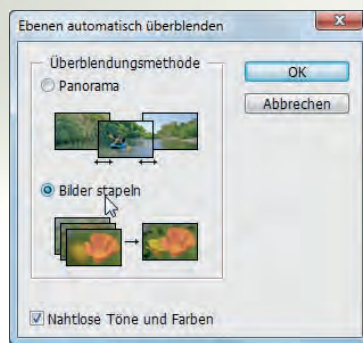 Ebenen automatisch überblenden
Überblendungsmethode
Panorama
Bilder stapeln
Nahtlose Töne und Farben
OK
Abbrechen